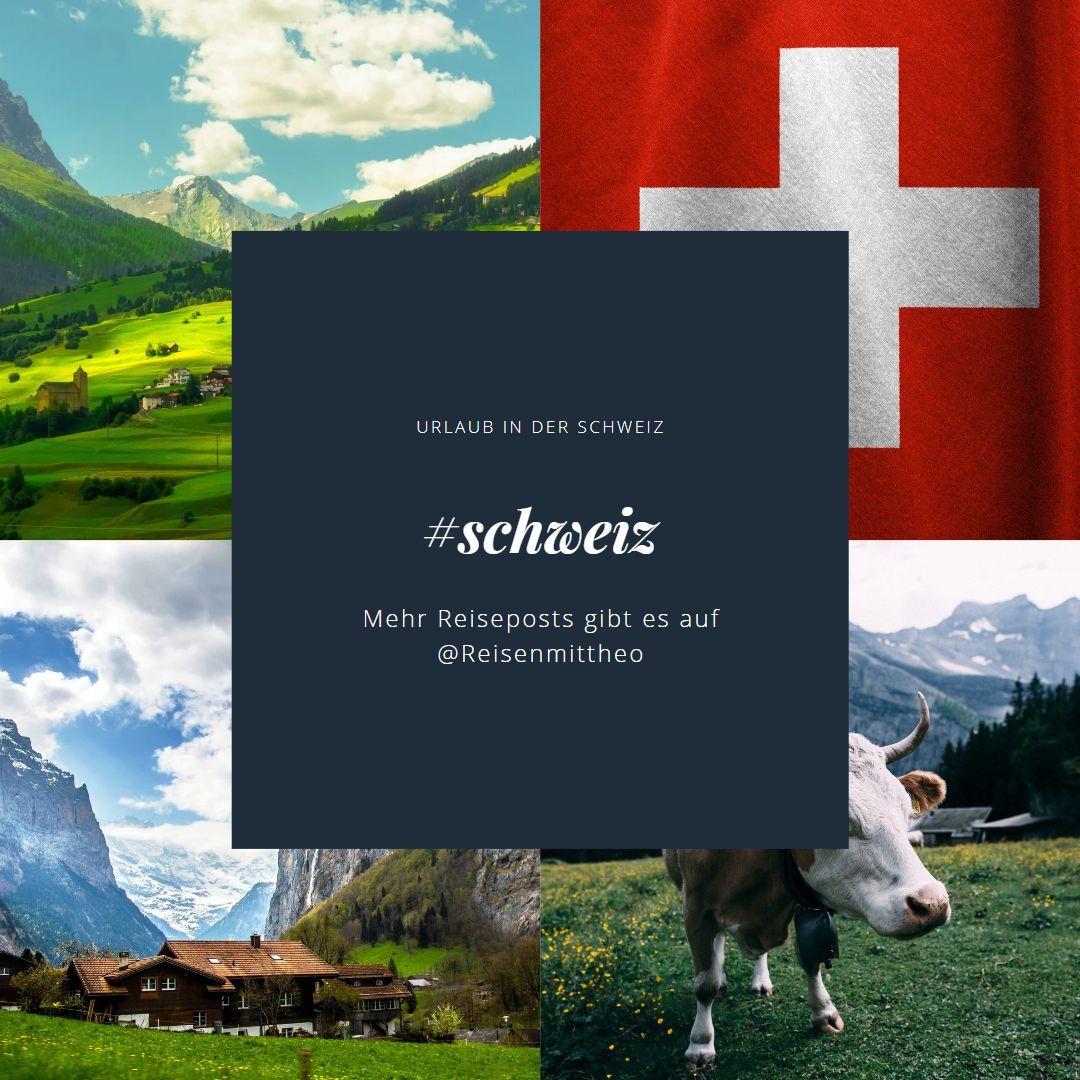 URLAUB IN DER SCHWEIZ
#schweiz
Mehr Reiseposts gibt es auf
@Reisenmittheo